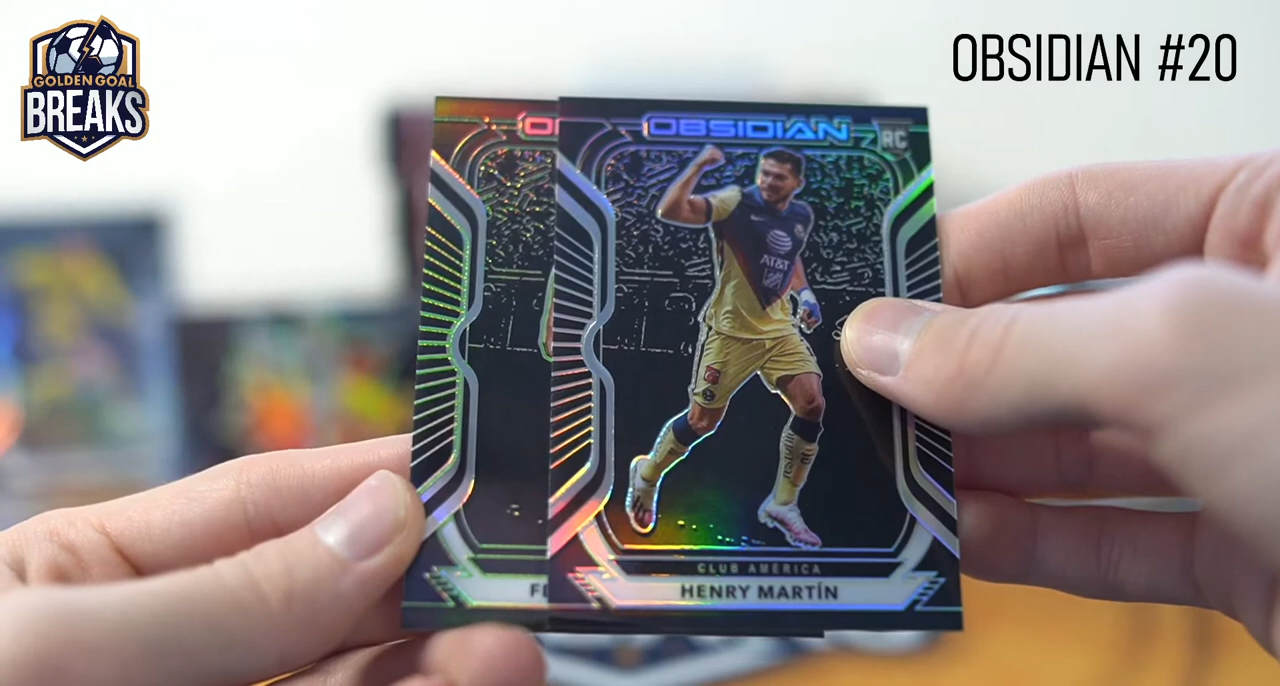 GOLDEN GOAL
BREAKS
OBSIDIAN #20
OBSIDIAN
RC
AT&T
CLUB AMERICA
HENRY MARTÍN